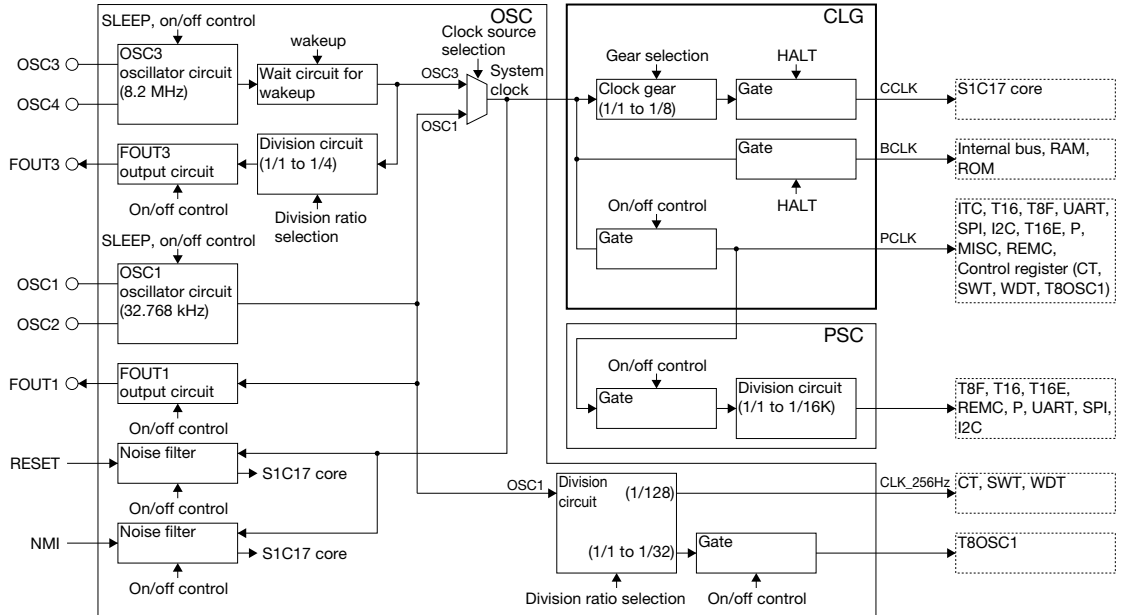 OSC
CLG
SLEEP, on/off control
OSC3
OSC4
OSC3
oscillator circuit
(8.2 MHz)
wakeup
Wait circuit for
wakeup
Clock source
selection
OSC3
OSC1
System
clock
FOUT3
FOUT3
output circuit
On/off control
Division circuit
(1/1 to 1/4)
Division ratio
selection
Gear selection
Clock gear
(1/1 to 1/8)
HALT
Gate
CCLK
S1C17 core
Gate
HALT
BCLK
Internal bus, RAM,
ROM
On/off control
Gate
PCLK
ITC, T16, T8F, UART,
SPI, I2C, T16E, P,
MISC, REMC,
Control register (CT,
SWT, WDT, T8OSC1)
SLEEP, on/off control
OSC1
OSC2
OSC1
oscillator circuit
(32.768 kHz)
PSC
On/off control
Gate
Division circuit
(1/1 to 1/16K)
T8F, T16, T16E,
REMC, P, UART, SPI,
I2C
FOUT1
FOUT1
output circuit
On/off control
RESET
Noise filter
S1C17 core
On/off control
NMI
Noise filter
S1C17 core
On/off control
OSC1
Division
circuit
(1/128)
(1/1 to 1/32)
Division ratio selection
CLK_256Hz
CT, SWT, WDT
Gate
On/off control
T8OSC1